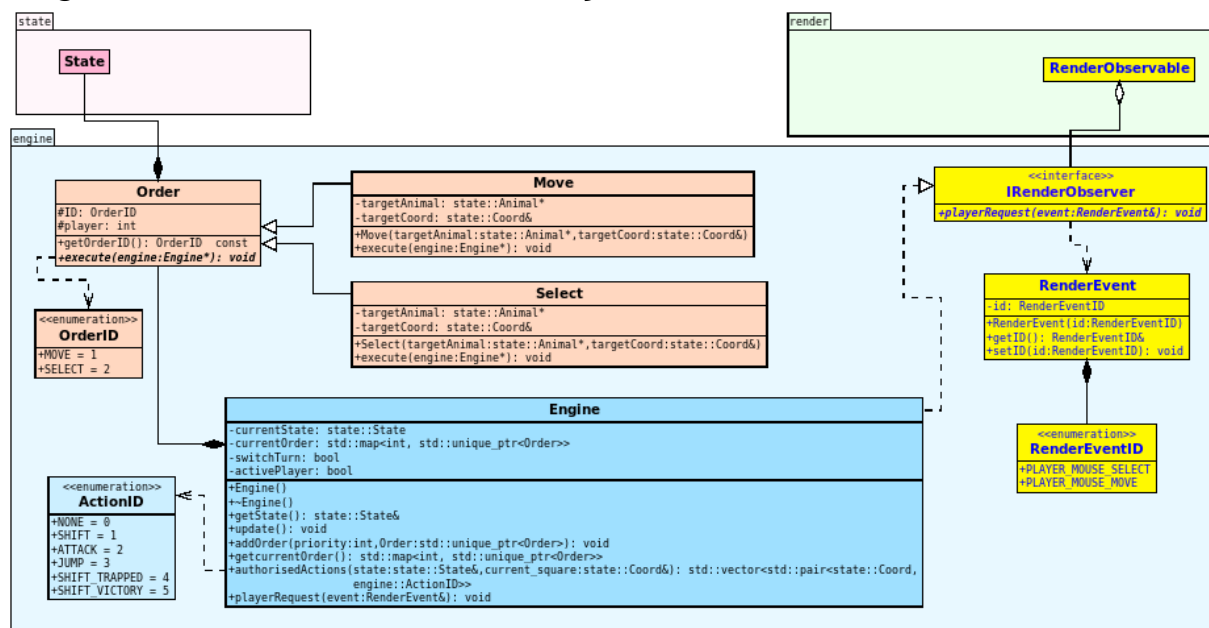 state
State
render
RenderObservable
engine
Order
#ID: OrderID
#player: int
+getOrderID(): OrderID  const
+execute(engine:Engine*): void
Move
-targetAnimal: state::Animal*
-targetCoord: state::Coord&
+Move(targetAnimal:state::Animal*,targetCoord:state::Coord&)
+execute(engine:Engine*): void
<<interface>>
IRenderObserver
+playerRequest(event:RenderEvent&): void
Select
-targetAnimal: state::Animal*
-targetCoord: state::Coord&
+Select(targetAnimal:state::Animal*,targetCoord:state::Coord&)
+execute(engine:Engine*): void
RenderEvent
-id: RenderEventID
+RenderEvent(id:RenderEventID)
+getID(): RenderEventID&
+setID(id:RenderEventID): void
<<enumeration>>
OrderID
+MOVE = 1
+SELECT = 2
Engine
-currentState: state::State
-currentOrder: std::map<int, std::unique_ptr<Order>>
-switchTurn: bool
-activePlayer: bool
+Engine()
+~Engine()
+getState(): state::State&
+update(): void
+addOrder(priority:int,Order:std::unique_ptr<Order>): void
+getcurrentOrder(): std::map<int, std::unique_ptr<Order>>
+authorisedActions(state:state::State&,current_square:state::Coord&): std::vector<std::pair<state::Coord,
engine::ActionID>>
+playerRequest(event:RenderEvent&): void
<<enumeration>>
RenderEventID
+PLAYER_MOUSE_SELECT
+PLAYER_MOUSE_MOVE
<<enumeration>>
ActionID
+NONE = 0
+SHIFT = 1
+ATTACK = 2
+JUMP = 3
+SHIFT_TRAPPED = 4
+SHIFT_VICTORY = 5